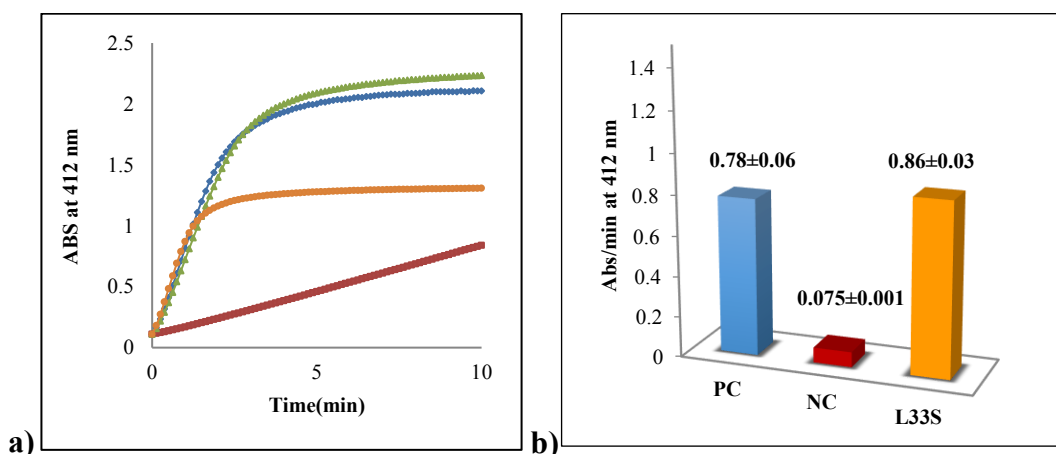 ABS at 412 nm
2.5
2
1.5
1
0.5
0
0
5
10
Time(min)
a)
Abs/min at 412 nm
1.4
1.2
1
0.8
0.6
0.4
0.2
0
0.78±0.06
0.075±0.001
0.86±0.03
PC
NC
L33S
b)